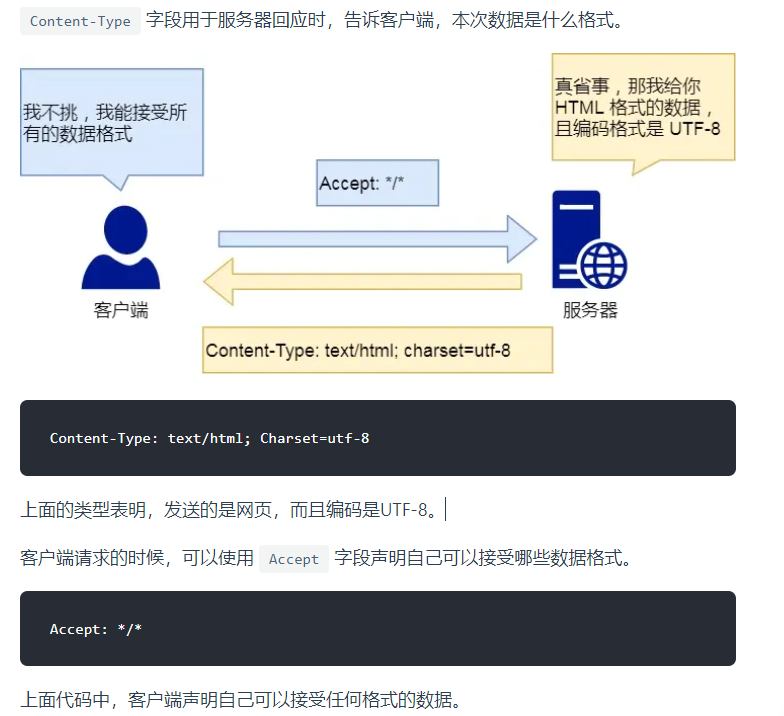 Content-Type 字段用于服务器回应时，告诉客户端，本次数据是什么格式。
我不挑，我能接受所
有的数据格式
真省事，那我给你
HTML 格式的数据，
且编码格式是 UTF-8
Accept: */*
客户端
服务器
Content-Type: text/html; charset=utf-8
Content-Type: text/html; Charset=utf-8
上面的类型表明，发送的是网页，而且编码是UTF-8。
客户端请求的时候，可以使用 Accept 字段声明自己可以接受哪些数据格式。
Accept: */*
上面代码中，客户端声明自己可以接受任何格式的数据。